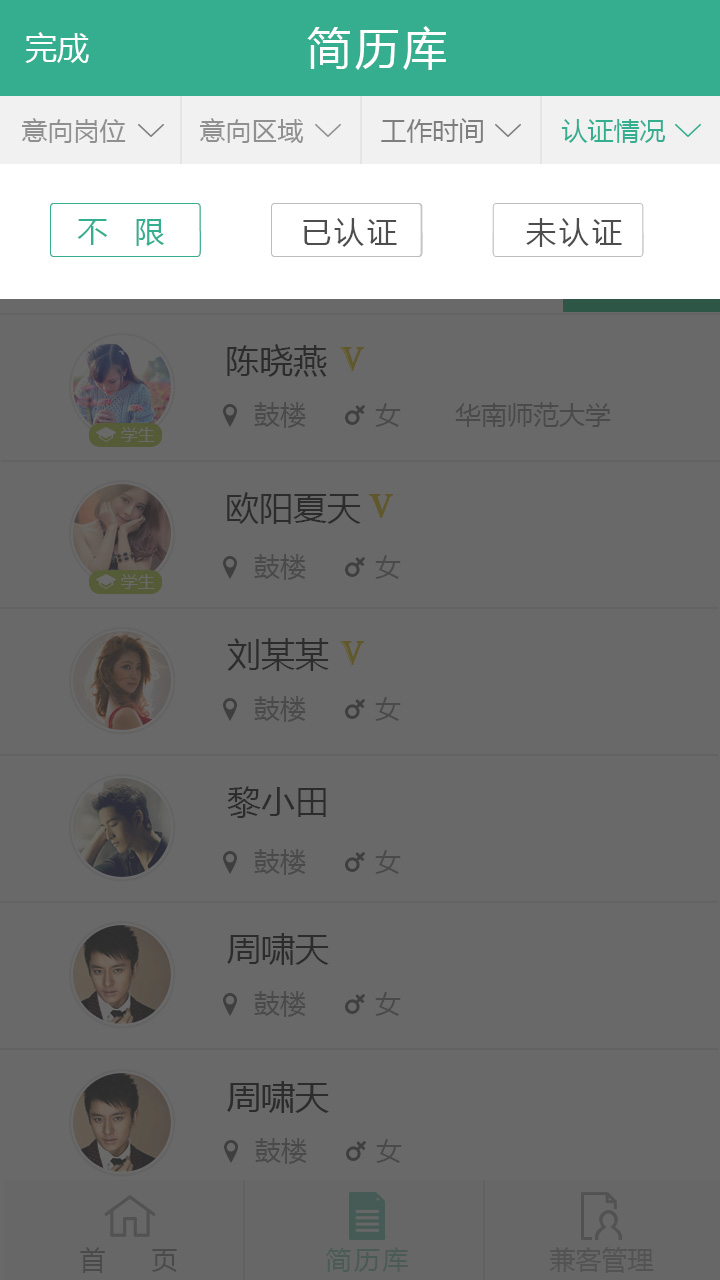 完成 简历库
意向岗位 意向区域 工作时间 认证情况
不 限 已认证 未认证
陈晓燕 V
学生 鼓楼 女 华南师范大学
欧阳夏天 V
学生 鼓楼 女
刘某某 V
鼓楼 女
黎小田
鼓楼 女
周啸天
鼓楼 女
周啸天
鼓楼 女
首 页 简历库 兼客管理